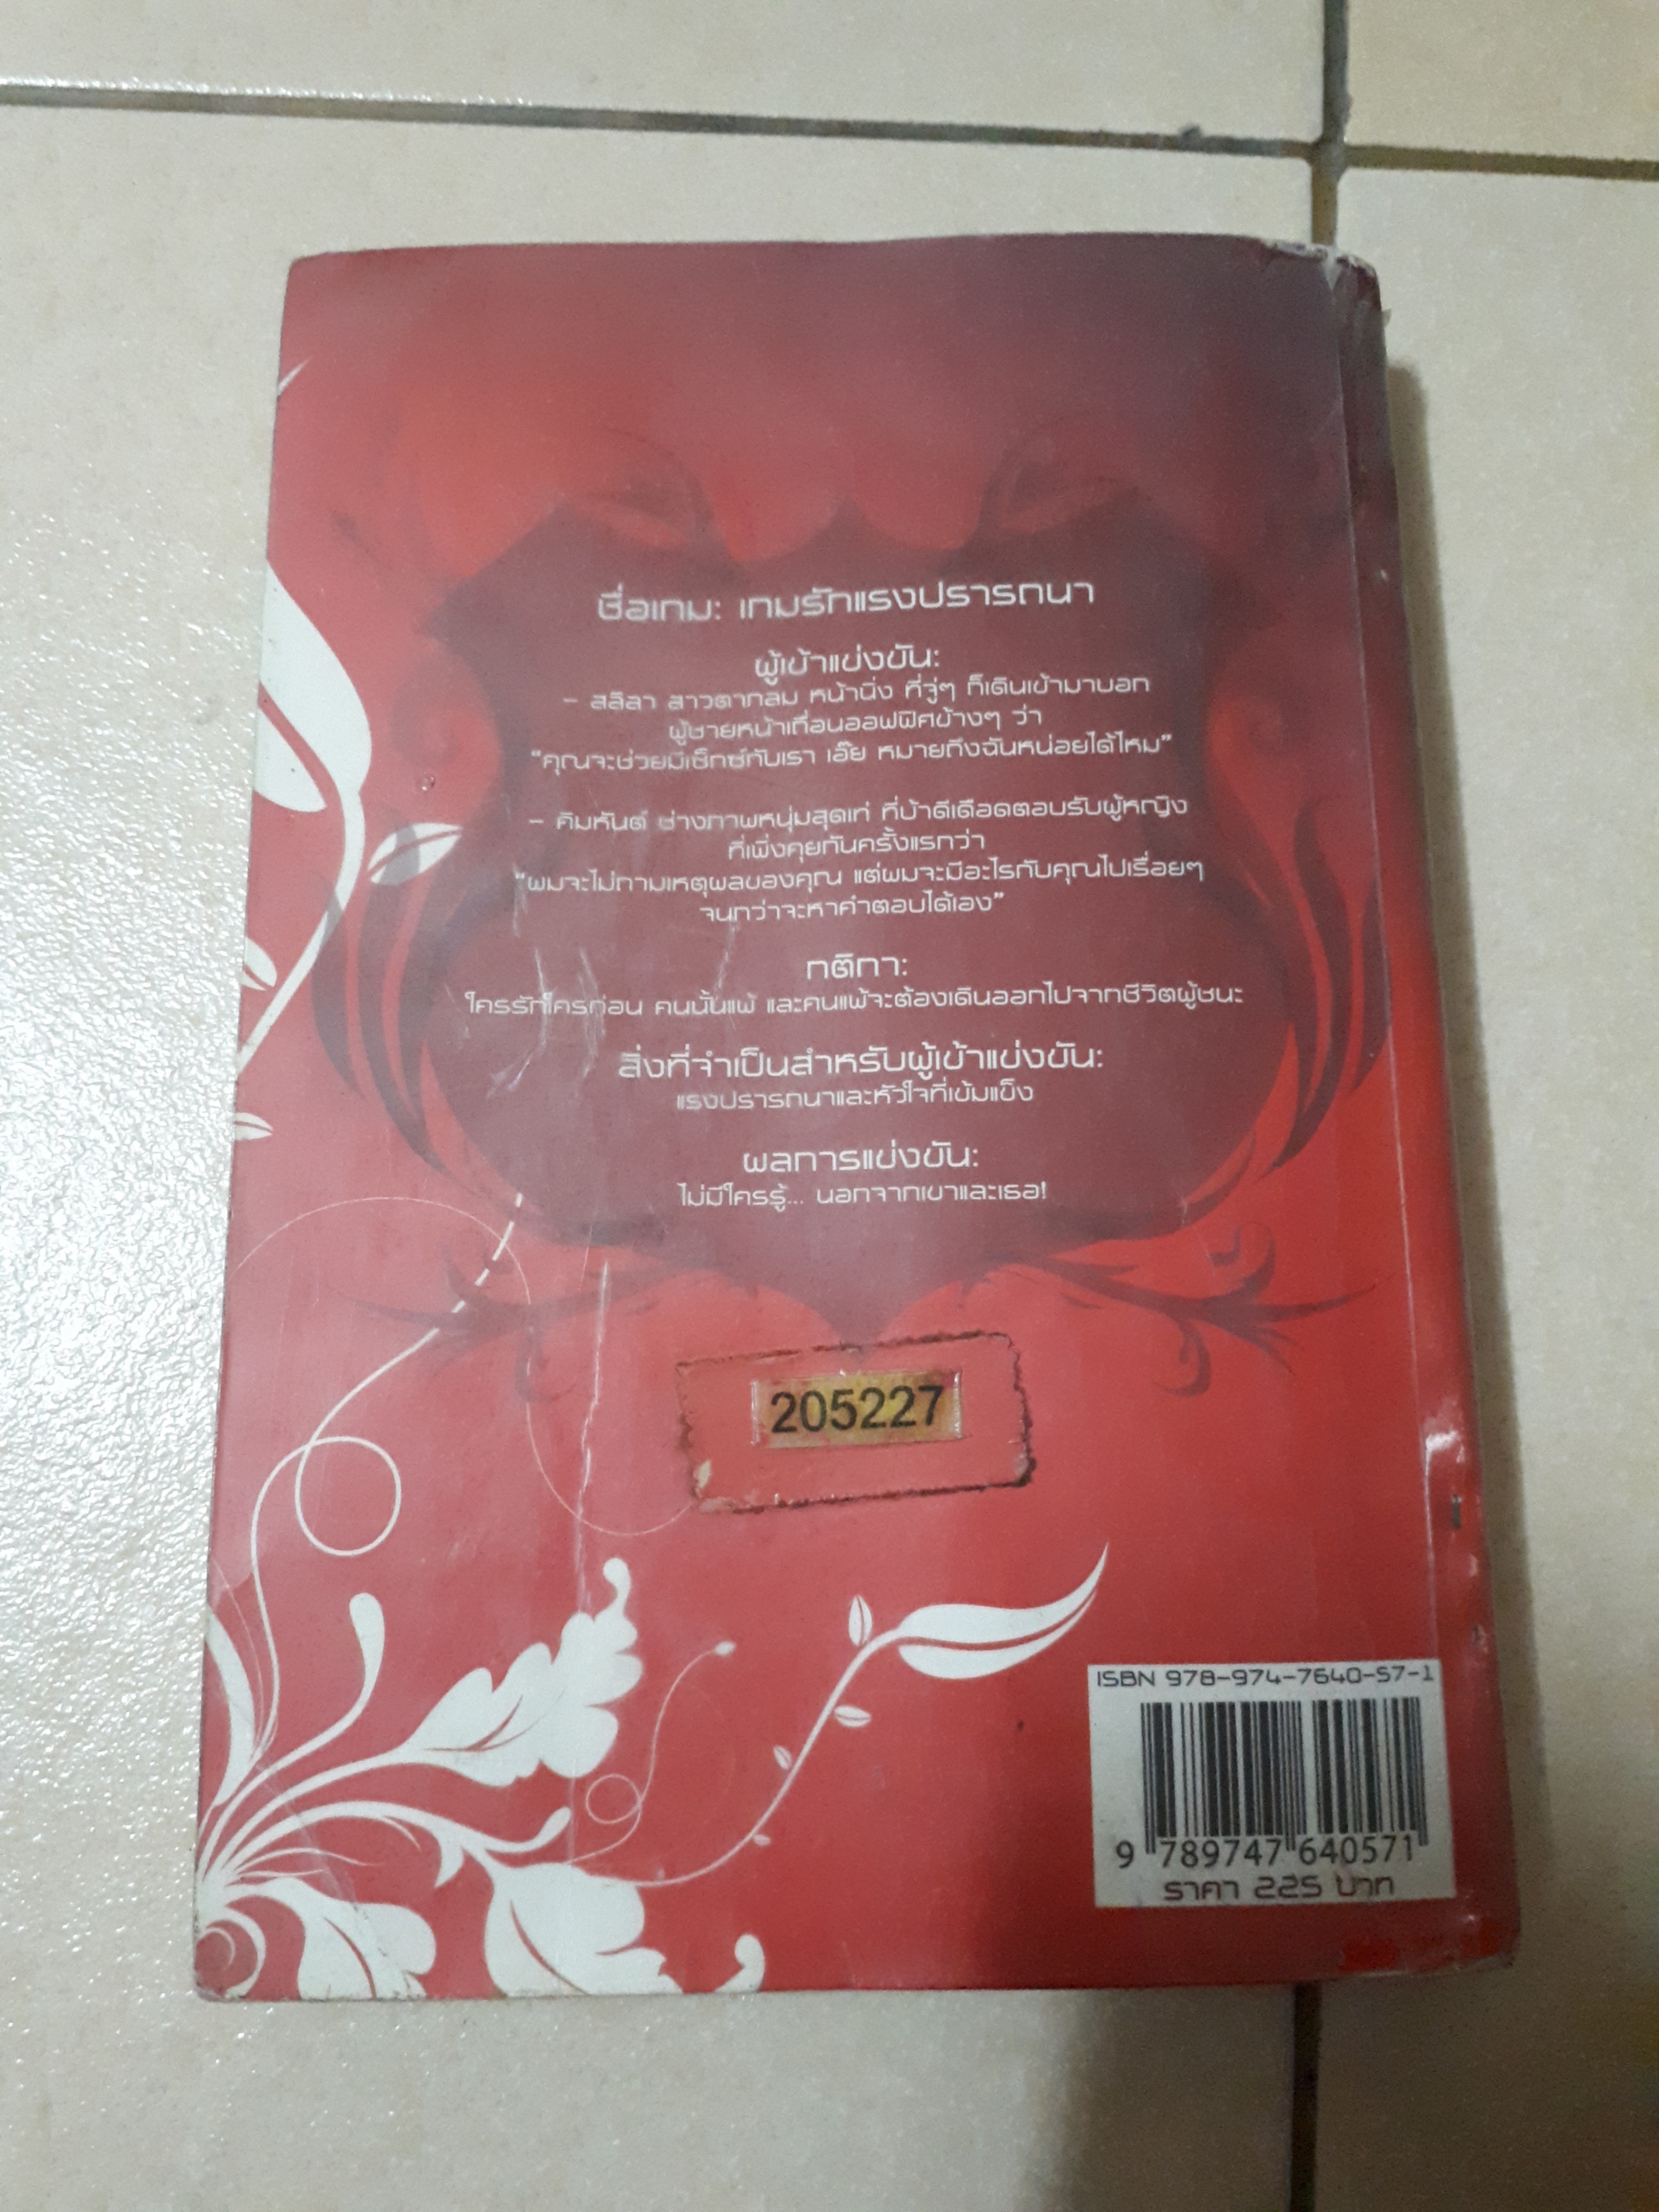 ชื่อเกม: เกมรักแรงปรารถนา
ผู้เข้าแข่งขัน:
- สลิลา สาวตากลม หน้านิ่ง ที่จู่ๆ ก็เดินเข้ามาบอก
ผู้ชายหน้าเถื่อนออฟฟิศข้างๆ ว่า
“คุณจะช่วยมีเซ็กซ์กับเรา เอ๊ย หมายถึงฉันหน่อยได้ไหม”
- คิมหันต์ ช่างภาพหนุ่มสุดเท่ ที่บ้าดีเดือดตอบรับผู้หญิง
ที่เพิ่งคุยกันครั้งแรกว่า
“ผมจะไม่ถามเหตุผลของคุณ แต่ผมจะมีอะไรกับคุณไปเรื่อยๆ
จนกว่าจะหาคำตอบได้เอง”
กติกา:
ใครรักใครก่อน คนนั้นแพ้ และคนแพ้จะต้องเดินออกไปจากชีวิตผู้ชนะ
สิ่งที่จำเป็นสำหรับผู้เข้าแข่งขัน:
แรงปรารถนาและหัวใจที่เข้มแข็ง
ผลการแข่งขัน:
ไม่มีใครรู้... นอกจากเขาและเธอ!
205227
ISBN 978-974-7640-57-1
9 789747 640571
ราคา 225 บาท